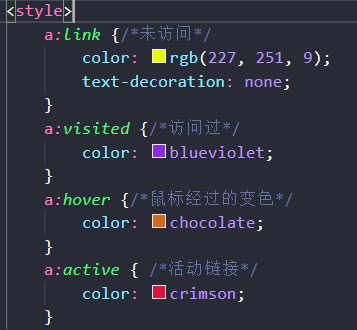 <style>
a:link {/*未访问*/
color: rgb(227, 251, 9);
text-decoration: none;
}
a:visited {/*访问过*/
color: blueviolet;
}
a:hover {/*鼠标经过的变色*/
color: chocolate;
}
a:active { /*活动链接*/
color: crimson;
}